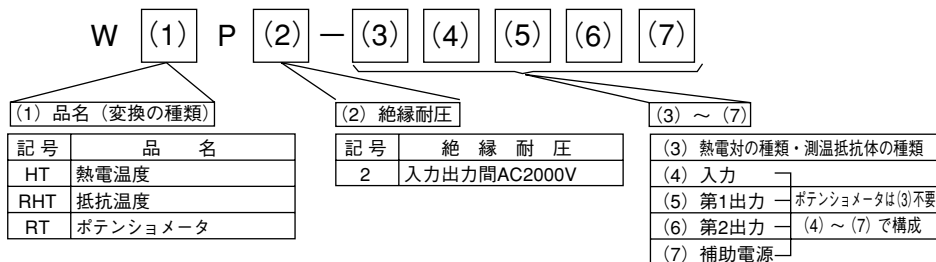 W (1) P (2) － (3) (4) (5) (6) (7)
(1) 品名（変換の種類）
記号 品名
HT 熱電温度
RHT 抵抗温度
RT ポテンショメータ
(2) 絶縁耐圧
記号 絶縁耐圧
2 入力出力間AC2000V
(3) ～ (7)
(3) 熱電対の種類・測温抵抗体の種類
(4) 入力
(5) 第1出力
(6) 第2出力
(7) 補助電源
ポテンショメータは(3)不要
(4) ～ (7) で構成